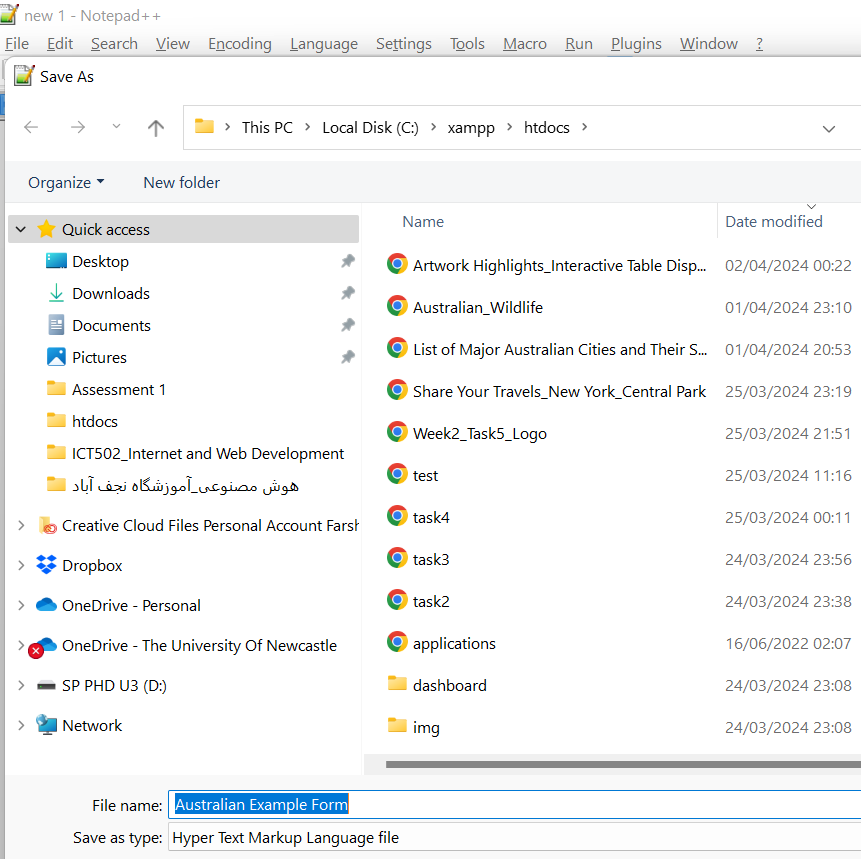 new 1 - Notepad++
File Edit Search View Encoding Language Settings Tools Macro Run Plugins Window ?
Save As
This PC > Local Disk (C:) > xampp > htdocs >
Organize New folder
Name Date modified
Quick access
Desktop
Downloads
Documents
Pictures
Assessment 1
htdocs
ICT502_Internet and Web Development
هوش مصنوعی_آموزشگاه نجف آباد
Creative Cloud Files Personal Account Farsh
Dropbox
OneDrive - Personal
OneDrive - The University Of Newcastle
SP PHD U3 (D:)
Network
Artwork Highlights_Interactive Table Disp... 02/04/2024 00:22
Australian_Wildlife 01/04/2024 23:10
List of Major Australian Cities and Their S... 01/04/2024 20:53
Share Your Travels_New York_Central Park 25/03/2024 23:19
Week2_Task5_Logo 25/03/2024 21:51
test 25/03/2024 11:16
task4 25/03/2024 00:11
task3 24/03/2024 23:56
task2 24/03/2024 23:38
applications 16/06/2022 02:07
dashboard 24/03/2024 23:08
img 24/03/2024 23:08
File name: Australian Example Form
Save as type: Hyper Text Markup Language file